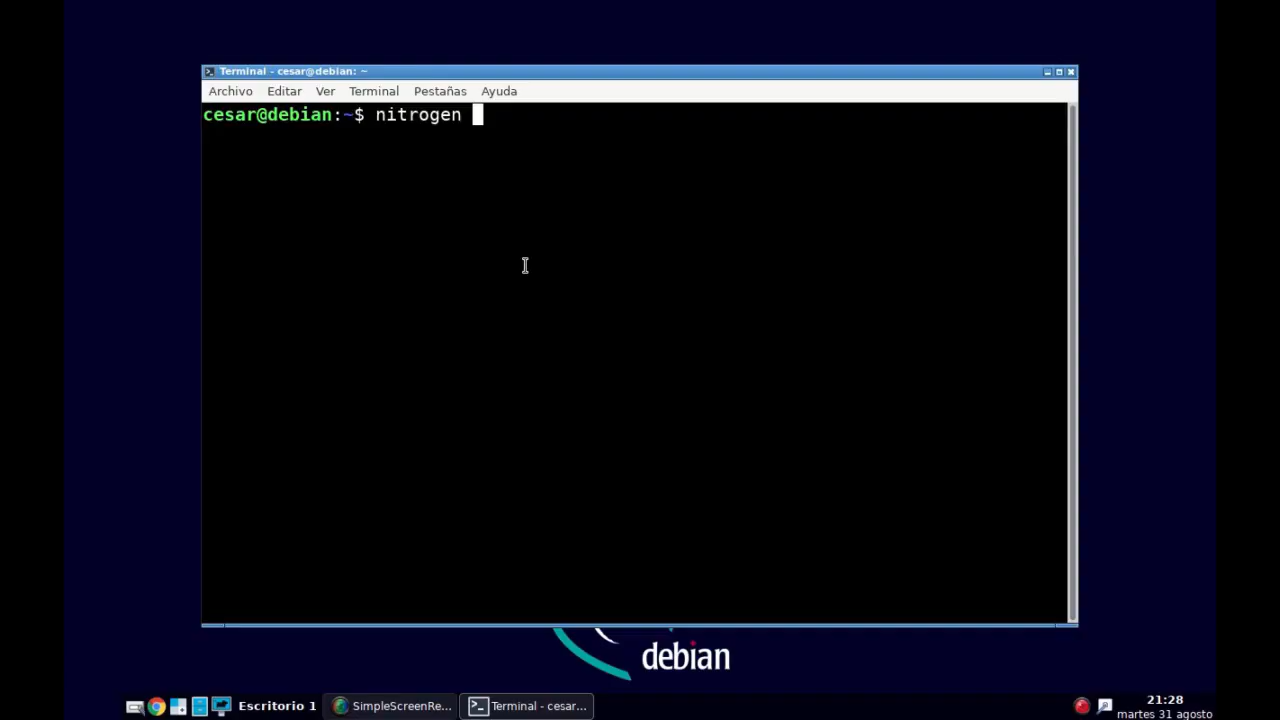 Terminal - cesar@debian: ~
Archivo Editar Ver Terminal Pestañas Ayuda
cesar@debian:~$ nitrogen
debian
Escritorio 1 SimpleScreenRe... Terminal - cesar... 21:28
martes 31 agosto